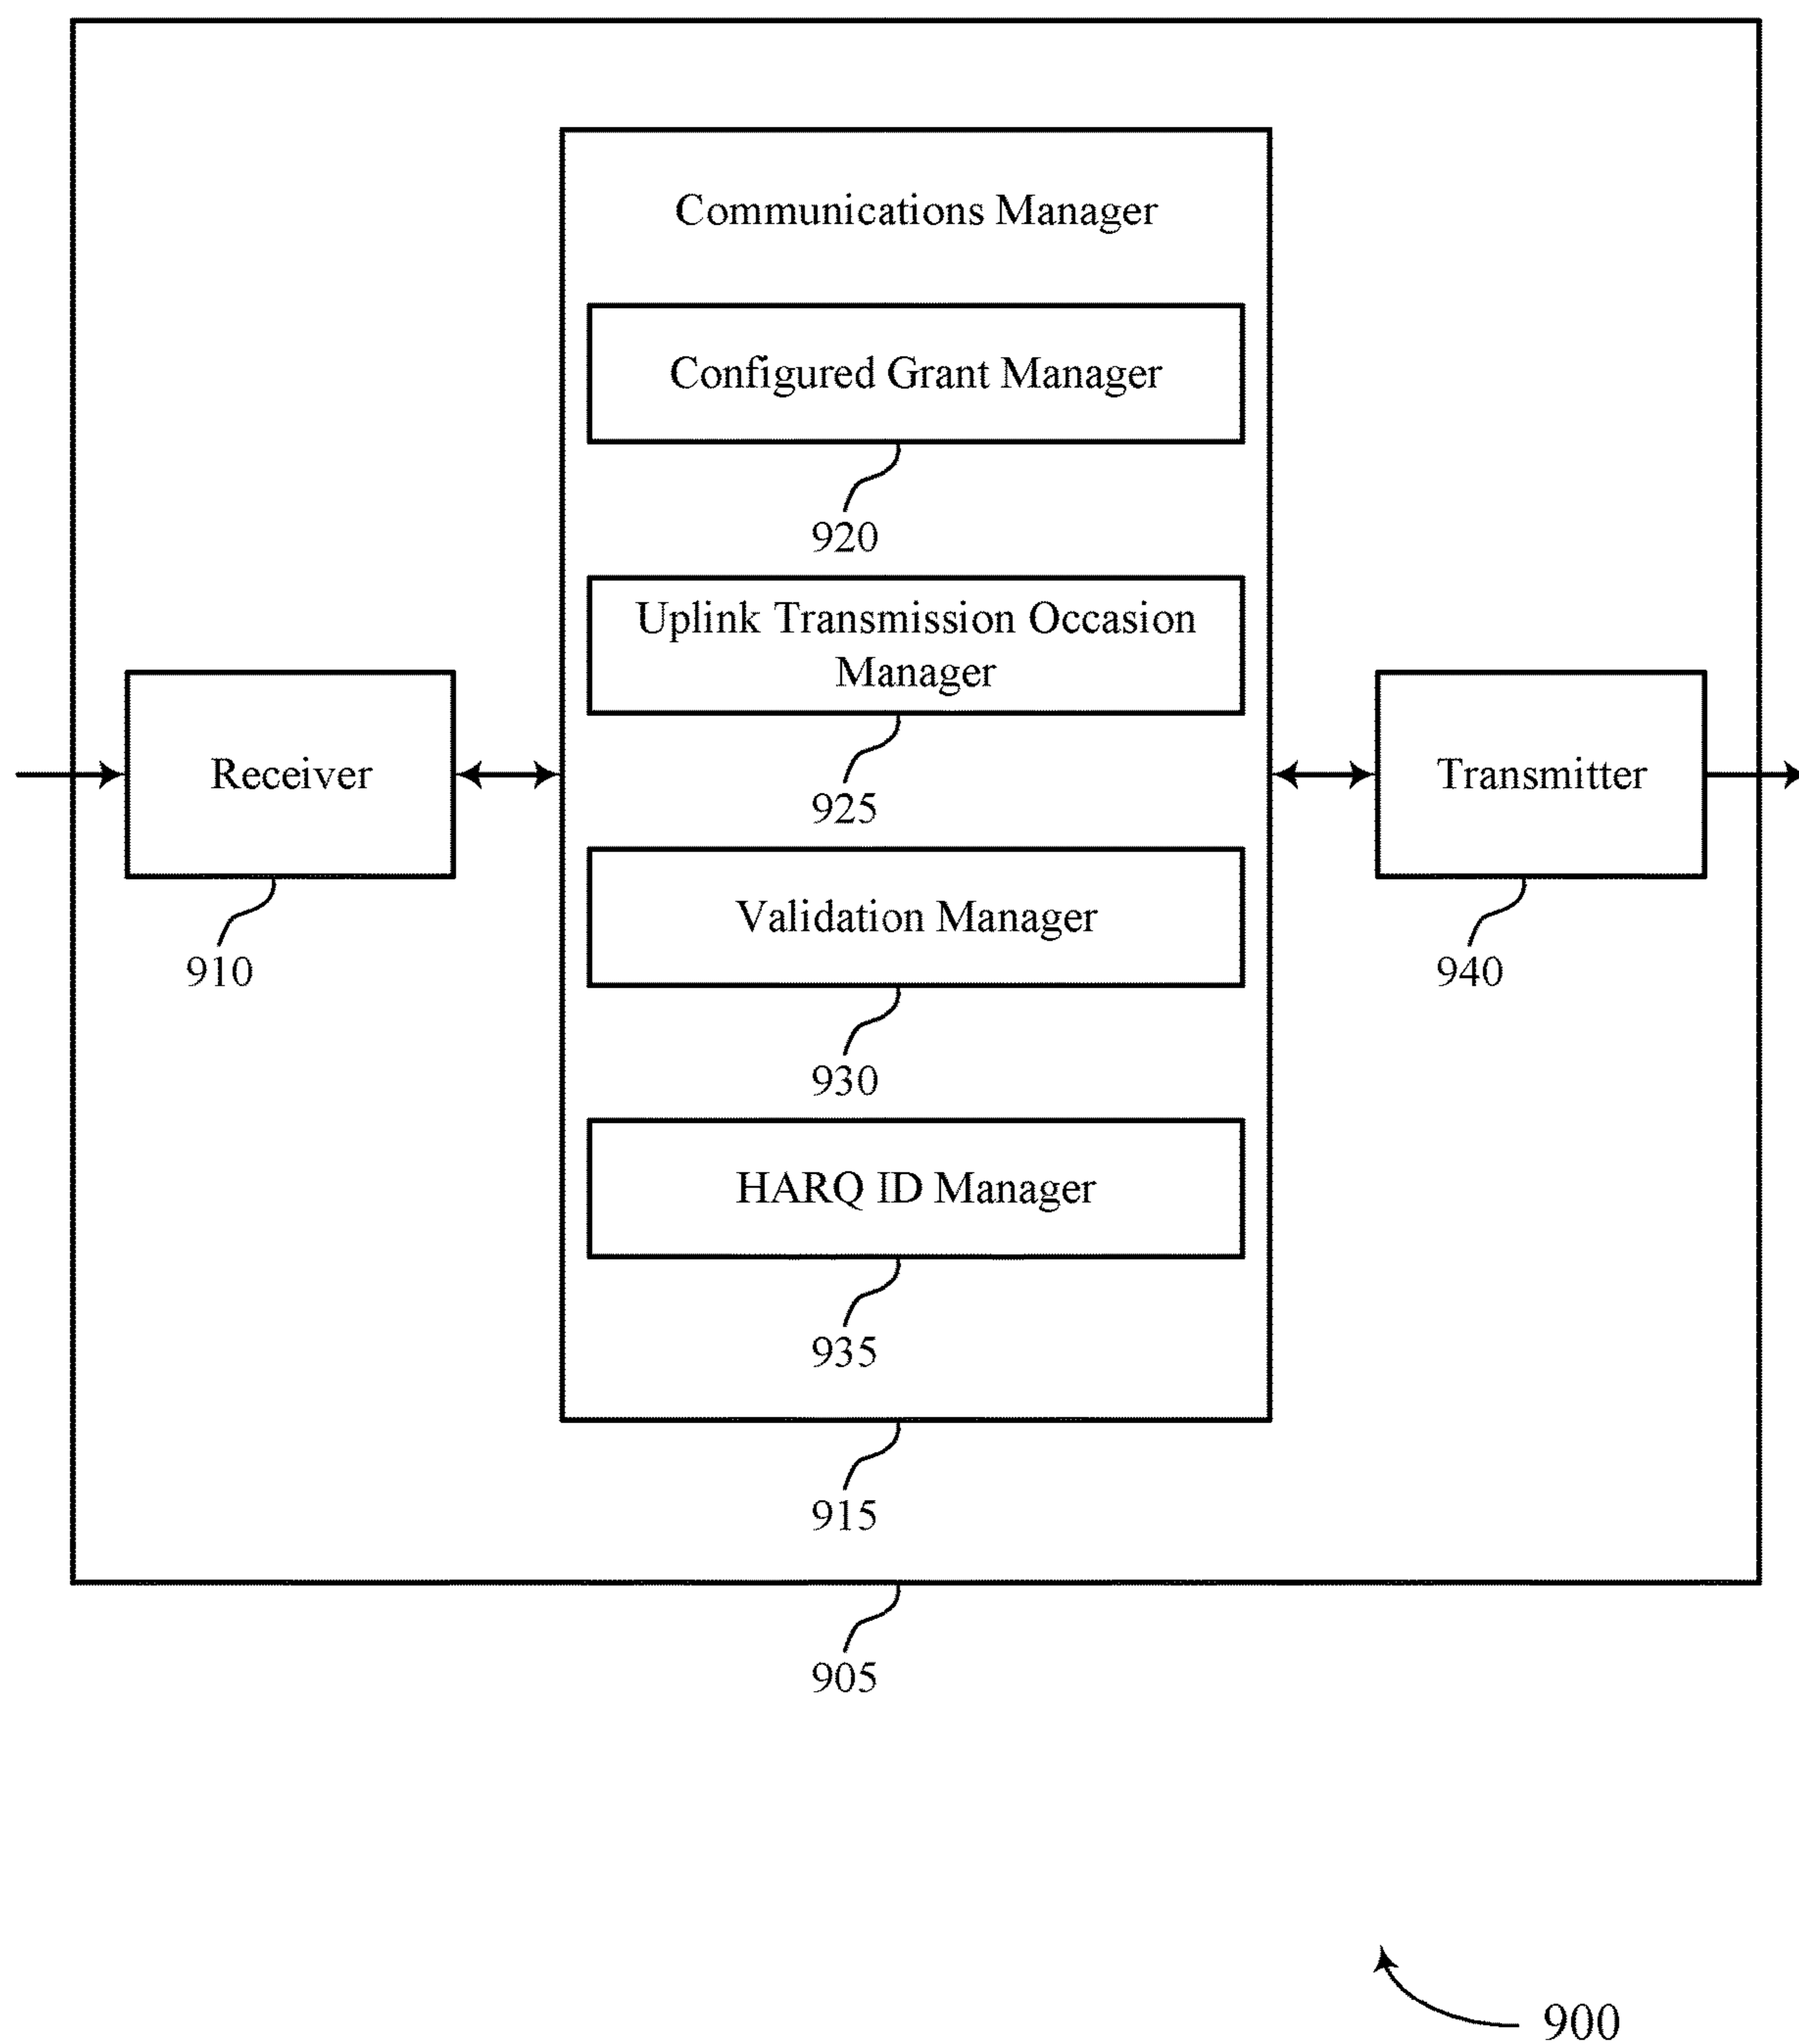 Communications Manager
Configured Grant Manager
920
Uplink Transmission Occasion
Manager
925
Receiver
910
Transmitter
940
Validation Manager
930
HARQ ID Manager
935
915
905
900